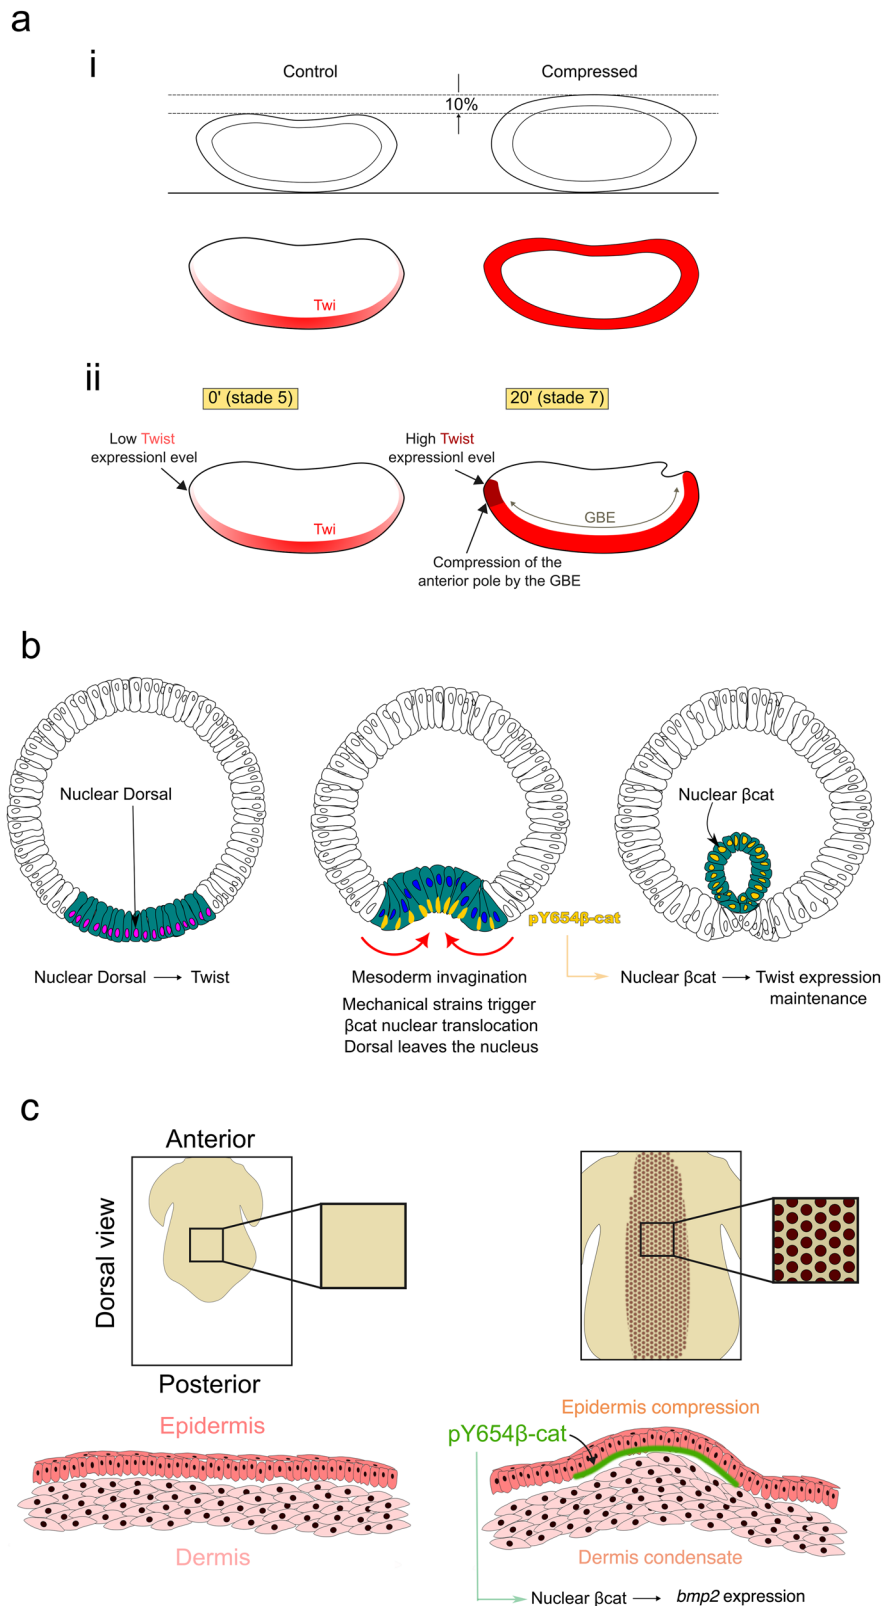 a
i
Control
Compressed
10%
Twi
ii
0' (stade 5)
20' (stade 7)
Low Twist
expressionl evel
High Twist
expressionl evel
Twi
GBE
Compression of the
anterior pole by the GBE
b
Nuclear Dorsal
Nuclear βcat
pY654β-cat
Nuclear Dorsal → Twist
Mesoderm invagination
Mechanical strains trigger
βcat nuclear translocation
Dorsal leaves the nucleus
Nuclear βcat → Twist expression
maintenance
c
Anterior
Dorsal view
Posterior
Epidermis
Dermis
Epidermis compression
pY654β-cat
Dermis condensate
Nuclear βcat → bmp2 expression